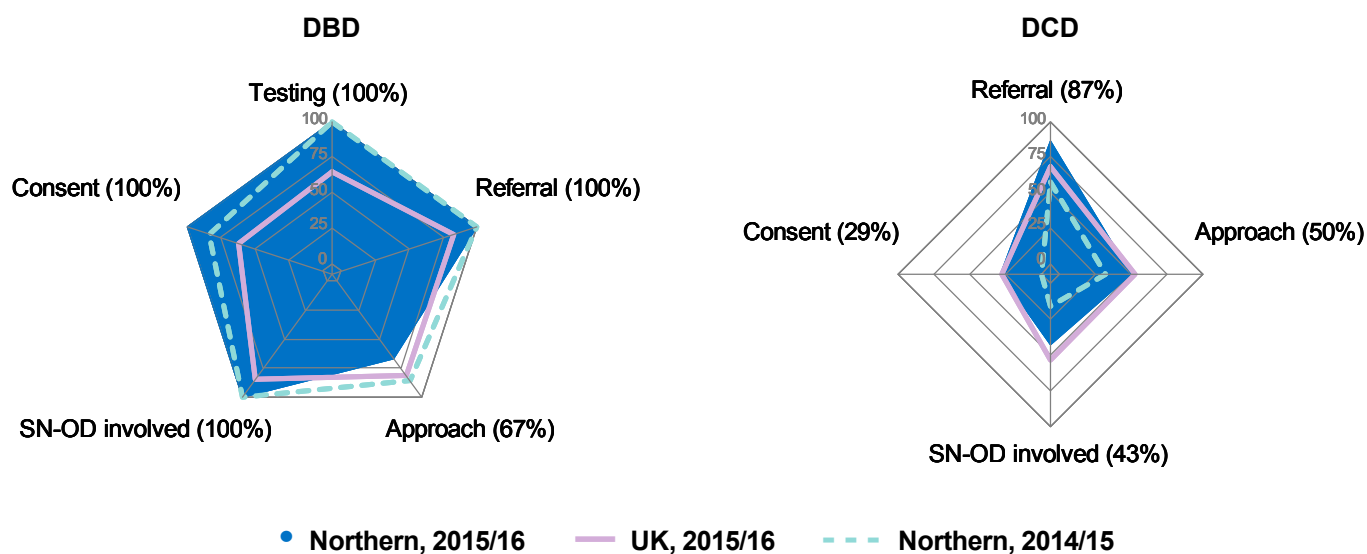 DBD
Testing (100%)
100
75
50
25
0
Consent (100%)
Referral (100%)
SN-OD involved (100%)
Approach (67%)
DCD
Referral (87%)
100
75
50
25
0
Consent (29%)
Approach (50%)
SN-OD involved (43%)
Northern, 2015/16
UK, 2015/16
Northern, 2014/15